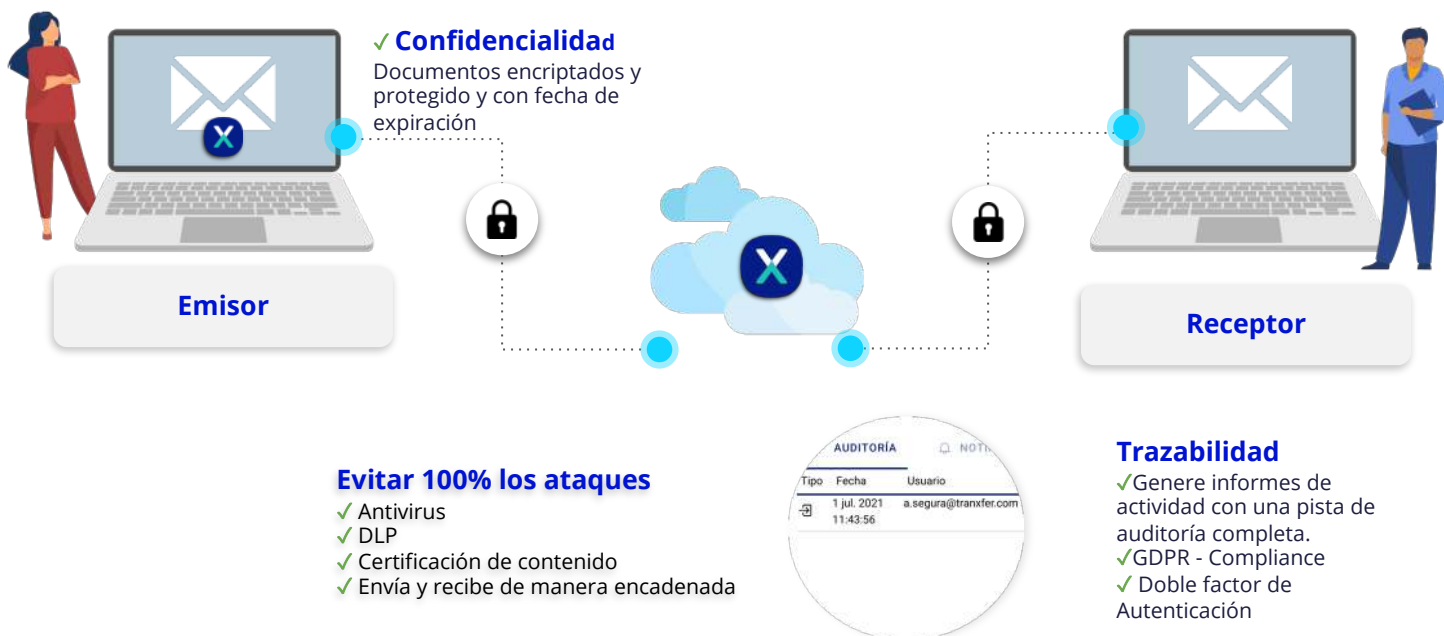 ✓ Confidencialidad
Documentos encriptados y
protegido y con fecha de
expiración
Emisor
Receptor
Evitar 100% los ataques
✓ Antivirus
✓ DLP
✓ Certificación de contenido
✓ Envía y recibe de manera encadenada
AUDITORÍA
Tipo Fecha Usuario
1 jul. 2021 a.segura@tranxfer.com
11:43:56
Trazabilidad
✓Genere informes de
actividad con una pista de
auditoría completa.
✓GDPR - Compliance
✓ Doble factor de
Autenticación